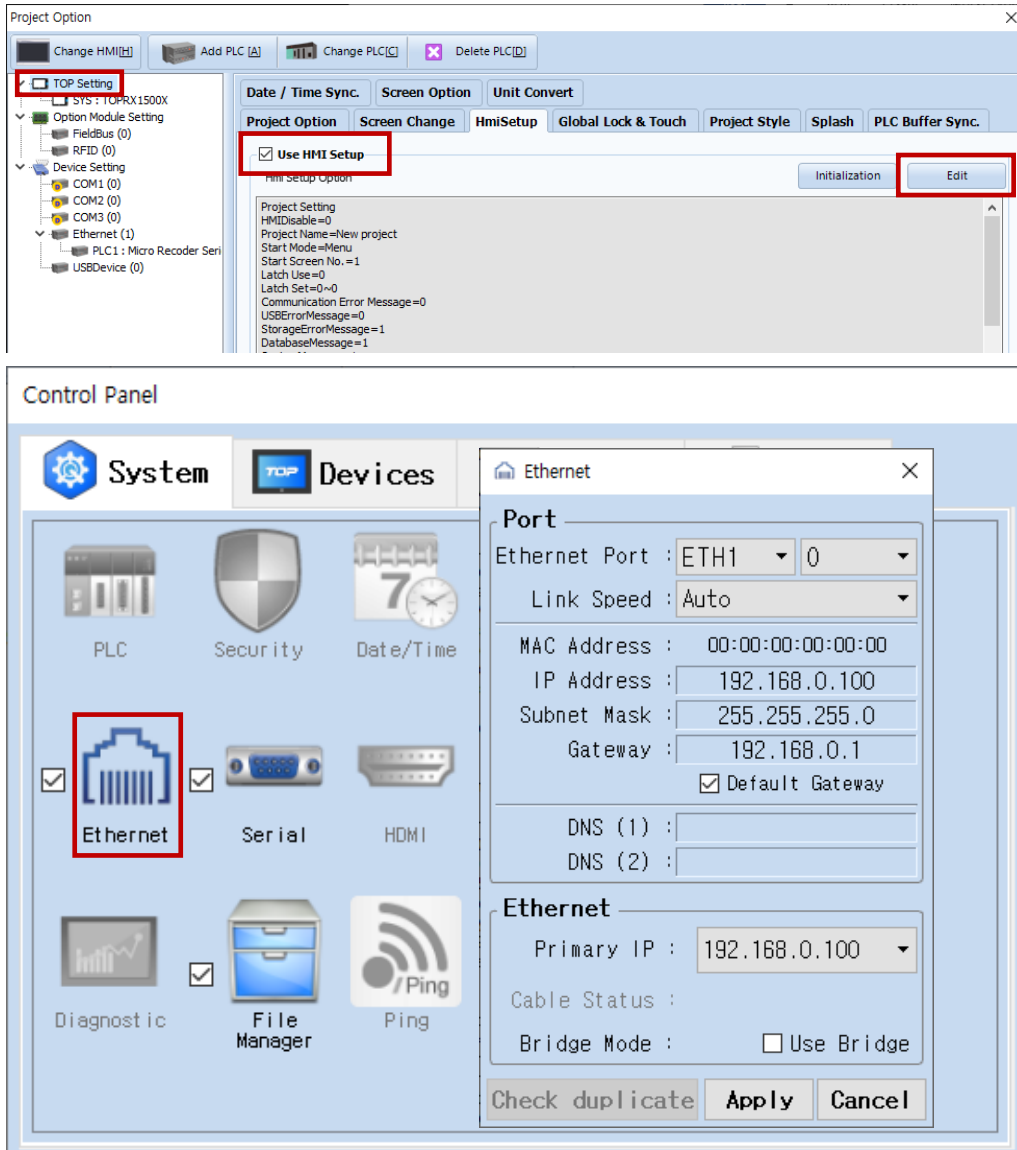 Project Option
Change HMI[H] Add PLC [A] Change PLC[C] Delete PLC[D]
TOP Setting
SYS : TOPRX1500X
Option Module Setting
FieldBus (0)
RFID (0)
Device Setting
COM1 (0)
COM2 (0)
COM3 (0)
Ethernet (1)
PLC1 : Micro Recoder Seri
USBDevice (0)
Date / Time Sync. Screen Option Unit Convert
Project Option Screen Change HmiSetup Global Lock & Touch Project Style Splash PLC Buffer Sync.
Use HMI Setup
Hmi Setup Option
Initialization Edit
Project Setting
HMIDisable=0
Project Name=New project
Start Mode=Menu
Start Screen No.=1
Latch Use=0
Latch Set=0~0
Communication Error Message=0
USBErrorMessage=0
StorageErrorMessage=1
DatabaseMessage=1
Control Panel
System
TOP Devices
PLC
Security
7
Date/Time
Ethernet
Serial
HDMI
Diagnostic
File
Manager
/Ping
Ping
Ethernet
Port
Ethernet Port : ETH1 0
Link Speed : Auto
MAC Address : 00:00:00:00:00:00
IP Address : 192.168.0.100
Subnet Mask : 255.255.255.0
Gateway : 192.168.0.1
Default Gateway
DNS (1) :
DNS (2) :
Ethernet
Primary IP : 192.168.0.100
Cable Status :
Bridge Mode : Use Bridge
Check duplicate Apply Cancel